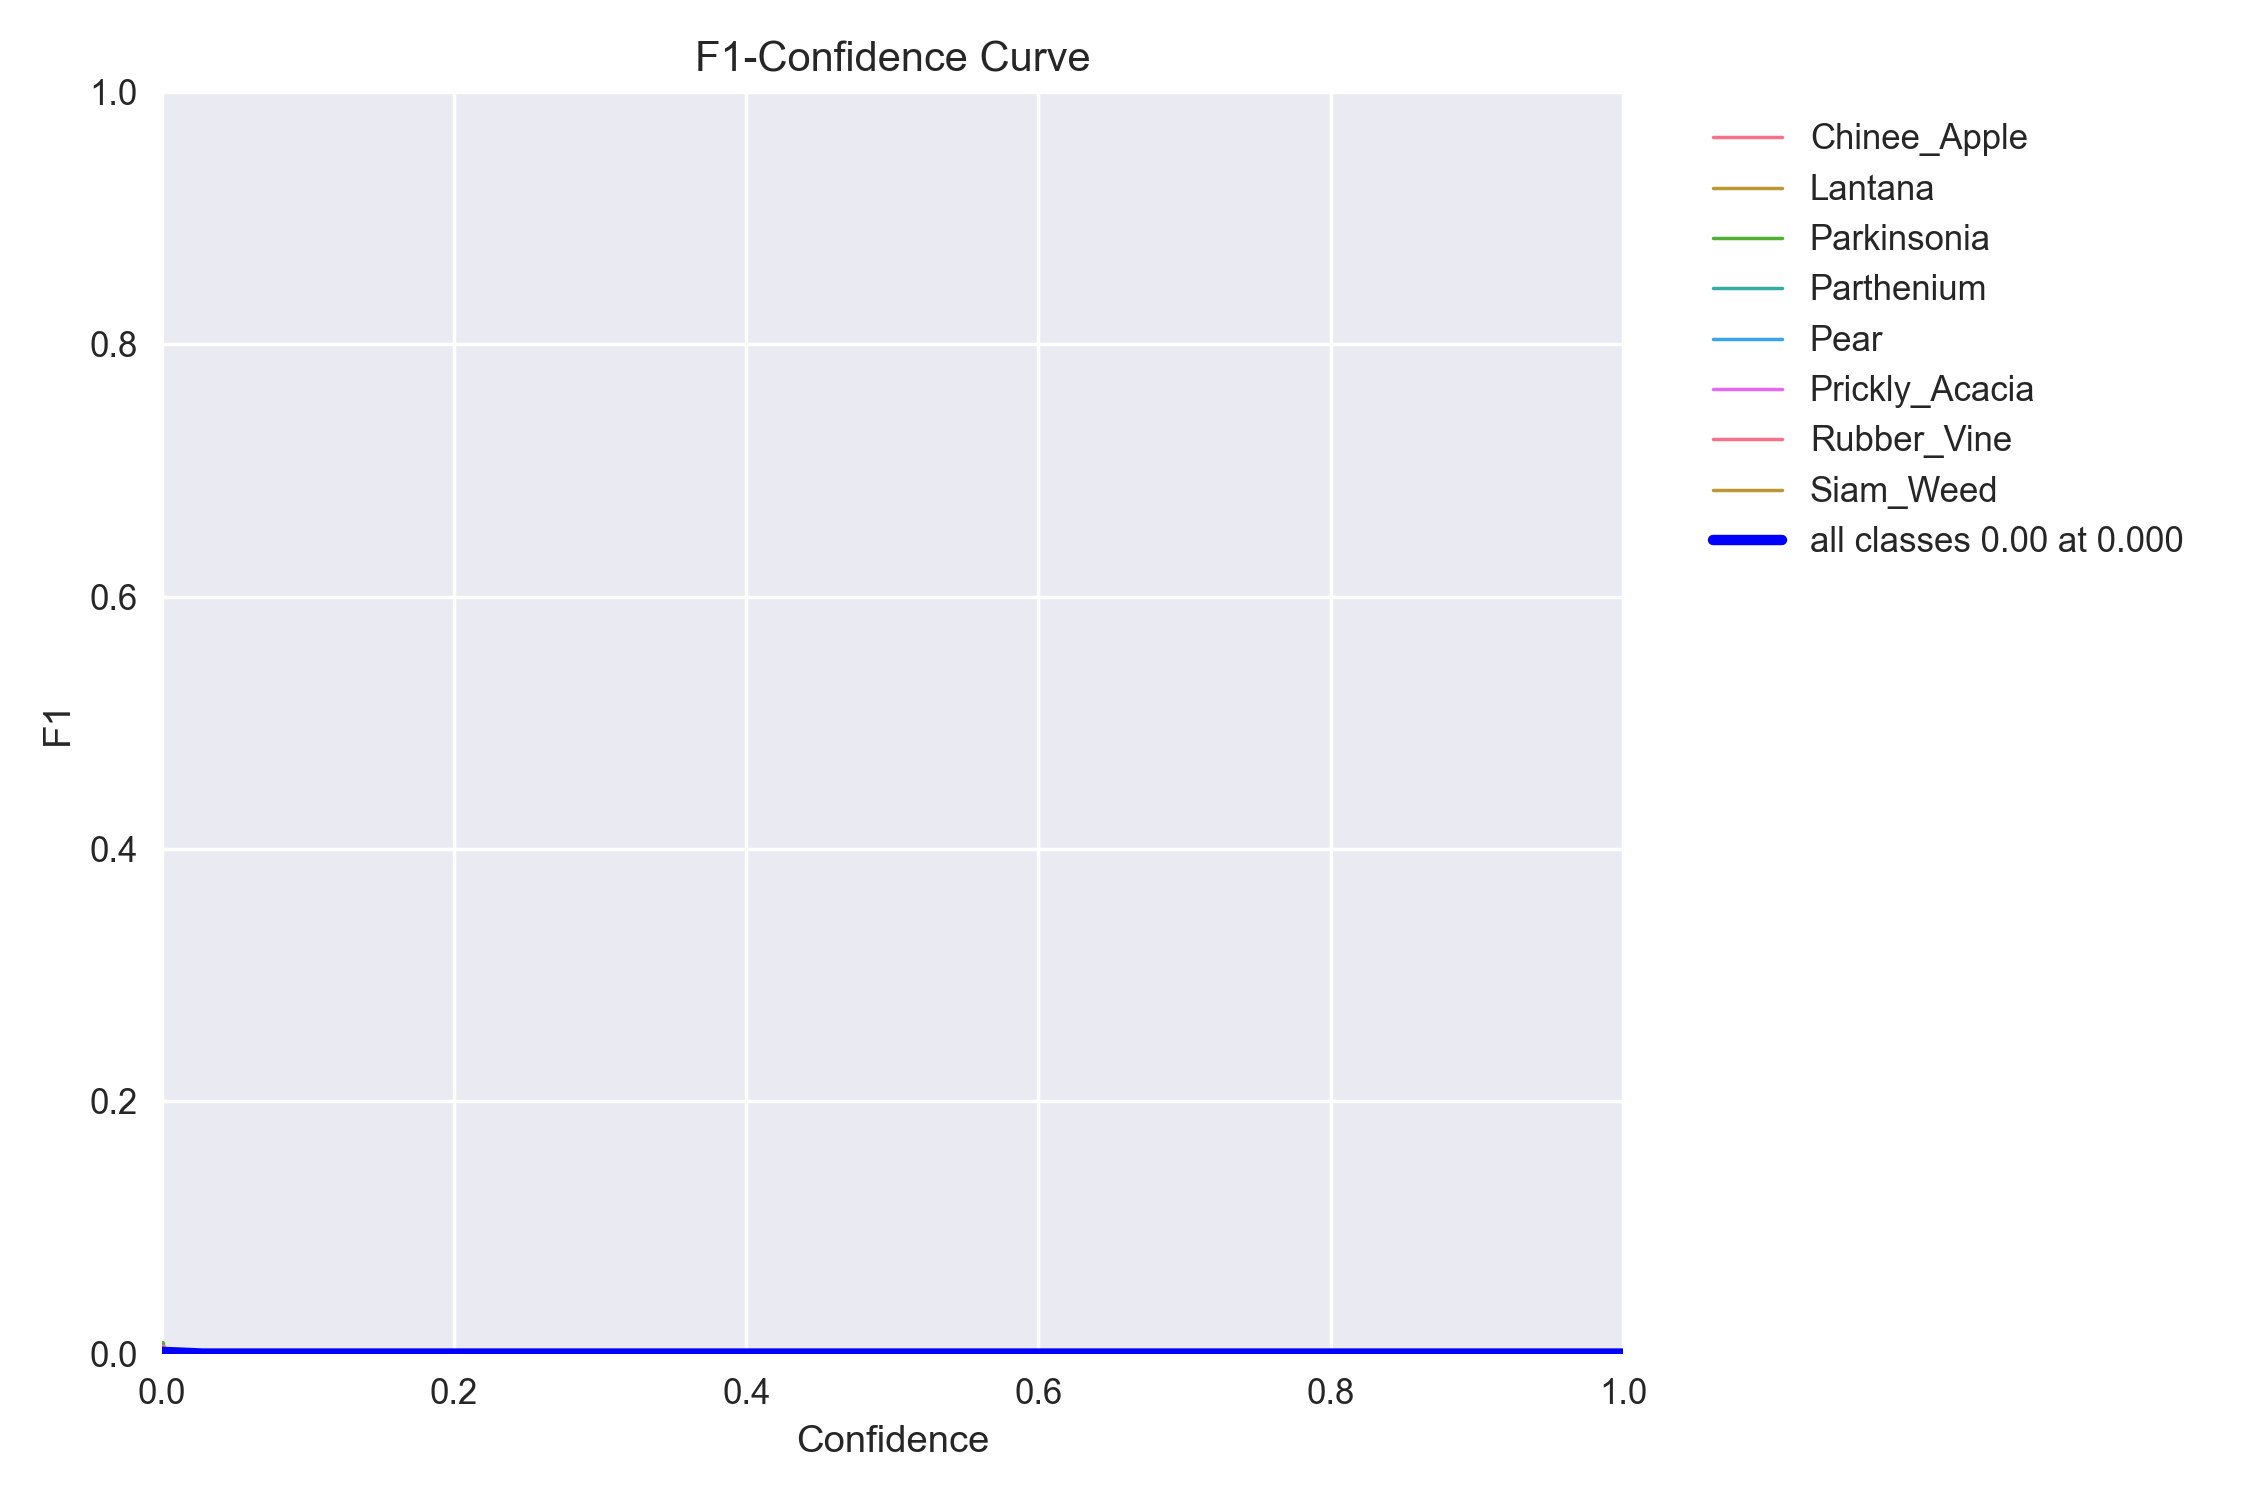 F1-Confidence Curve
1.0
0.8
0.6
0.4
0.2
0.0
F1
0.0 0.2 0.4 0.6 0.8 1.0
Confidence
Chinee_Apple
Lantana
Parkinsonia
Parthenium
Pear
Prickly_Acacia
Rubber_Vine
Siam_Weed
all classes 0.00 at 0.000